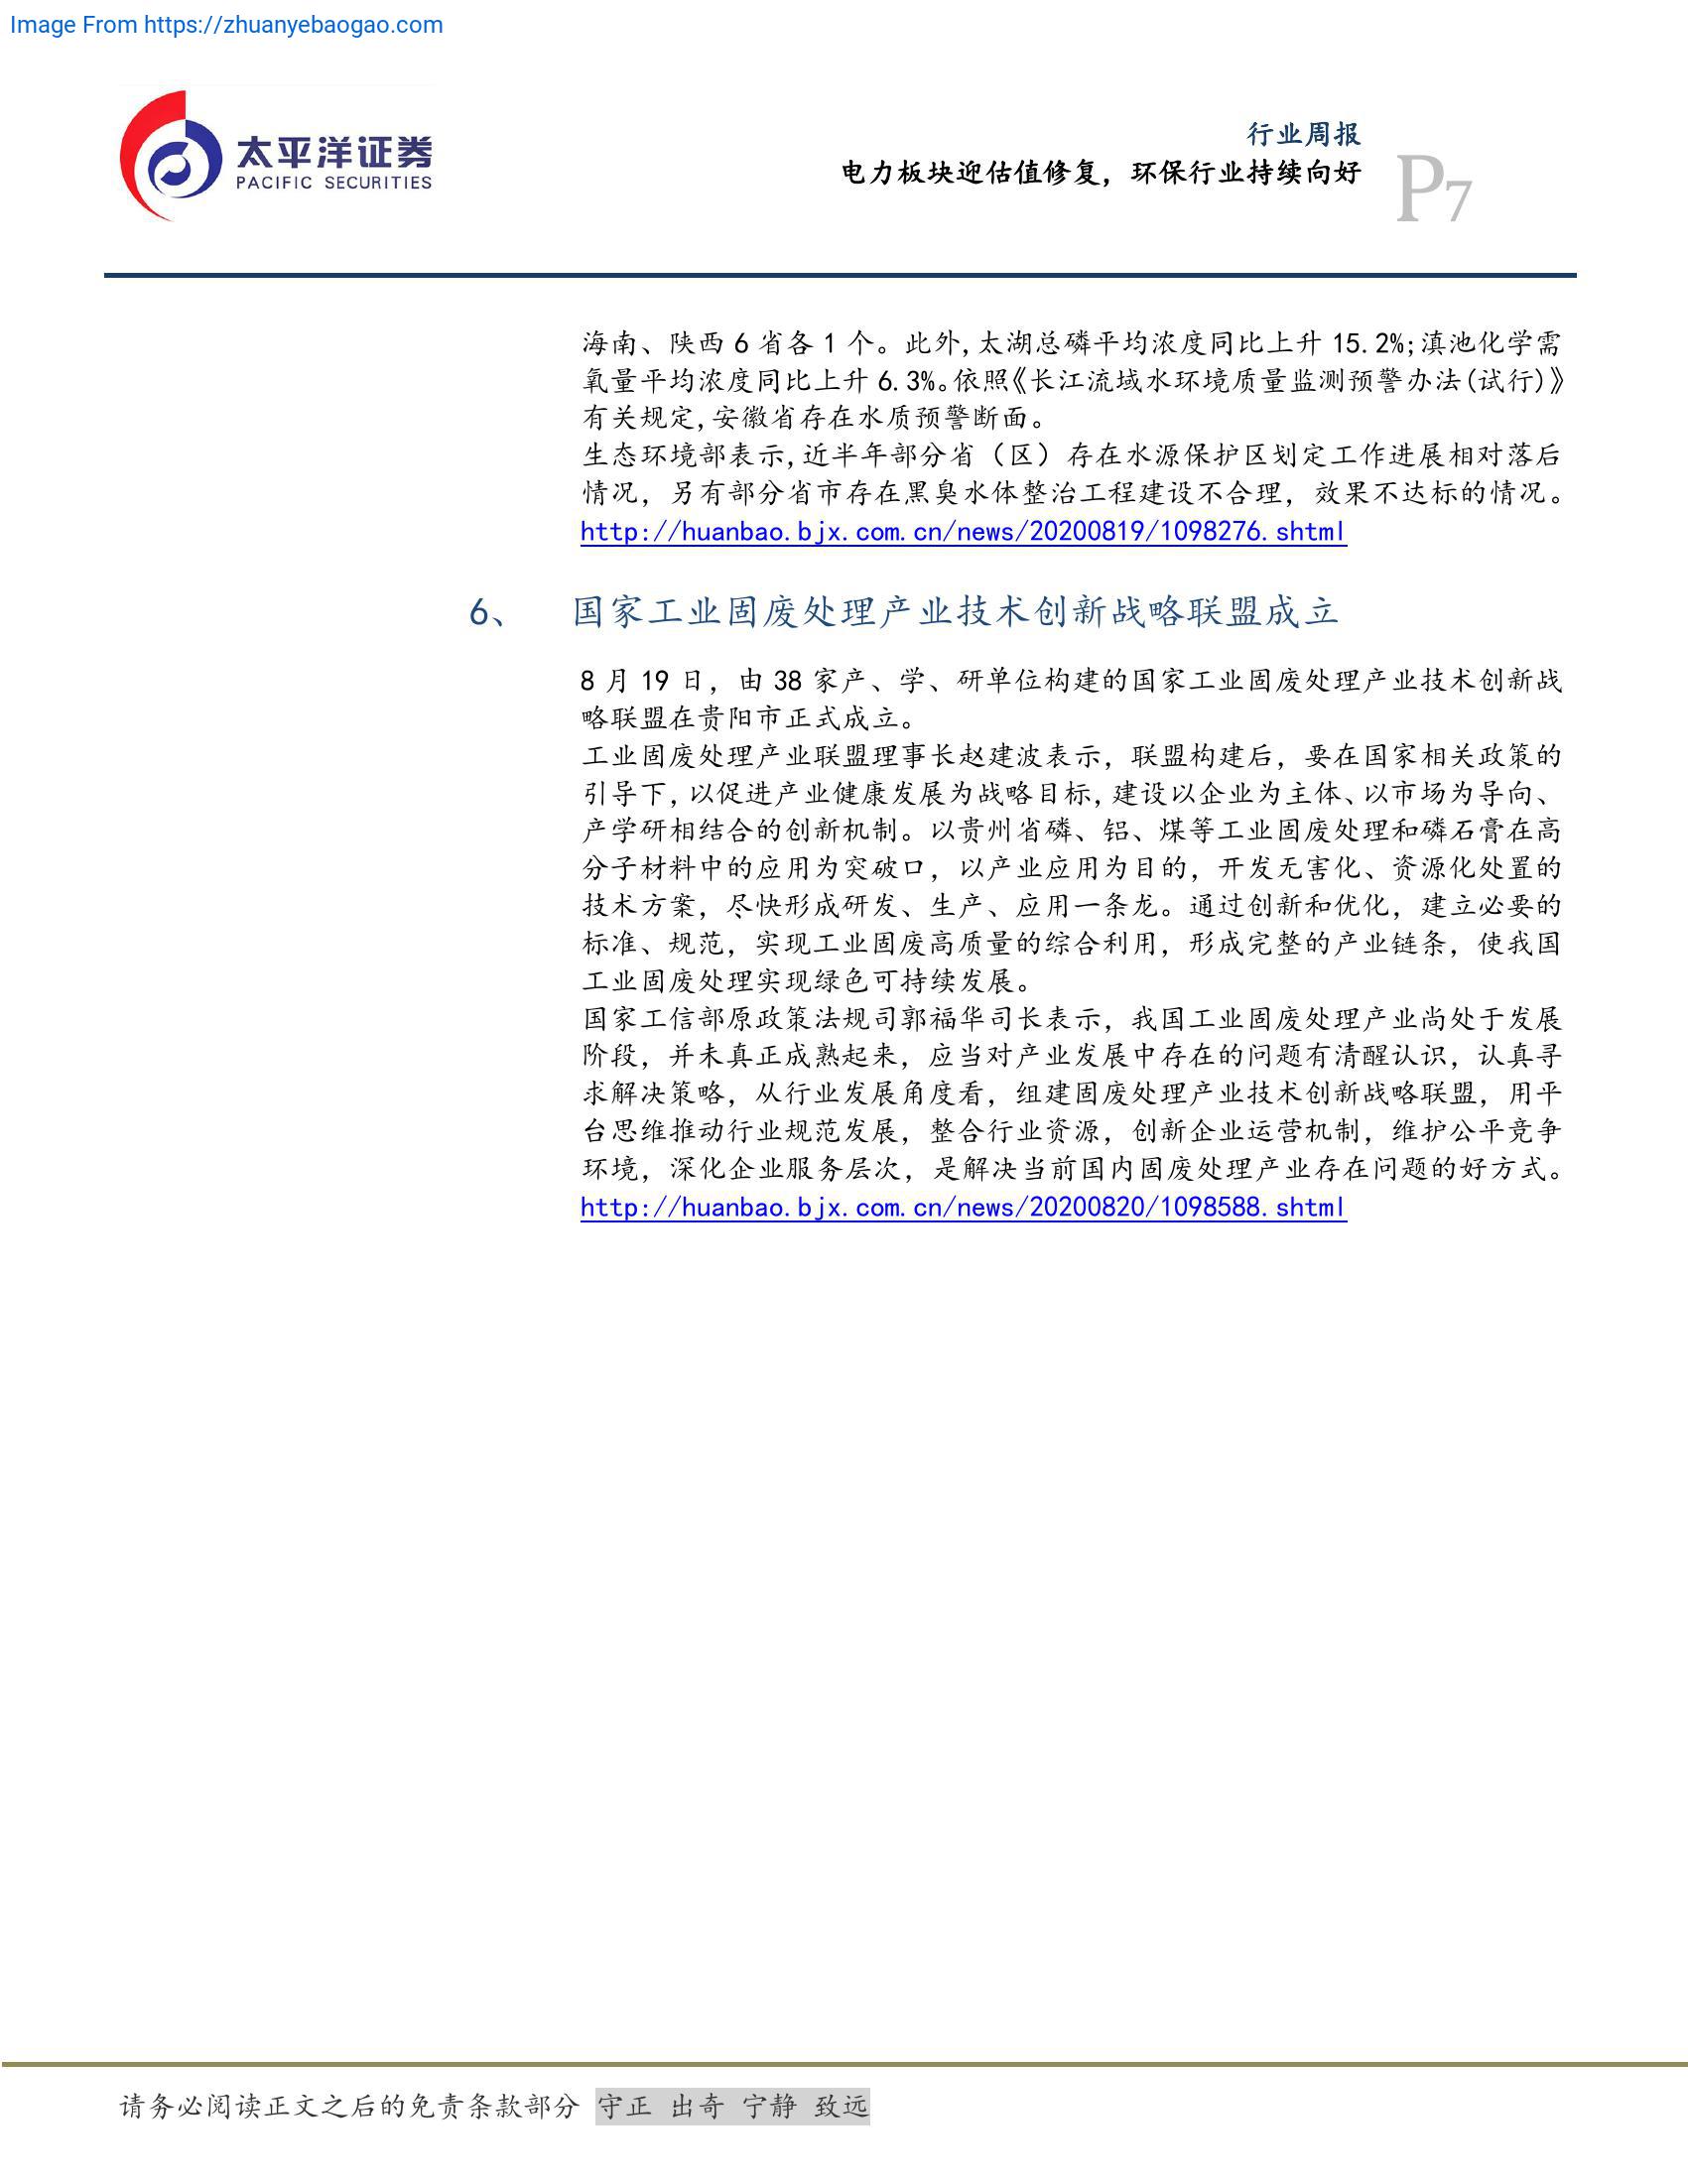 Image From https://zhuanyebaogao.com
太平洋证券
PACIFIC SECURITIES
行业周报
电力板块迎估值修复，环保行业持续向好
P7
海南、陕西 6 省各 1 个。此外,太湖总磷平均浓度同比上升 15.2%;滇池化学需
氧量平均浓度同比上升 6.3%。依照《长江流域水环境质量监测预警办法(试行)》
有关规定,安徽省存在水质预警断面。
生态环境部表示,近半年部分省（区）存在水源保护区划定工作进展相对落后
情况，另有部分省市存在黑臭水体整治工程建设不合理，效果不达标的情况。
http://huanbao.bjx.com.cn/news/20200819/1098276.shtml
6、 国家工业固废处理产业技术创新战略联盟成立
8 月 19 日，由 38 家产、学、研单位构建的国家工业固废处理产业技术创新战
略联盟在贵阳市正式成立。
工业固废处理产业联盟理事长赵建波表示，联盟构建后，要在国家相关政策的
引导下,以促进产业健康发展为战略目标,建设以企业为主体、以市场为导向、
产学研相结合的创新机制。以贵州省磷、铝、煤等工业固废处理和磷石膏在高
分子材料中的应用为突破口，以产业应用为目的，开发无害化、资源化处置的
技术方案，尽快形成研发、生产、应用一条龙。通过创新和优化，建立必要的
标准、规范，实现工业固废高质量的综合利用，形成完整的产业链条，使我国
工业固废处理实现绿色可持续发展。
国家工信部原政策法规司郭福华司长表示，我国工业固废处理产业尚处于发展
阶段，并未真正成熟起来，应当对产业发展中存在的问题有清醒认识，认真寻
求解决策略，从行业发展角度看，组建固废处理产业技术创新战略联盟，用平
台思维推动行业规范发展，整合行业资源，创新企业运营机制，维护公平竞争
环境，深化企业服务层次，是解决当前国内固废处理产业存在问题的好方式。
http://huanbao.bjx.com.cn/news/20200820/1098588.shtml
请务必阅读正文之后的免责条款部分 守正 出奇 宁静 致远